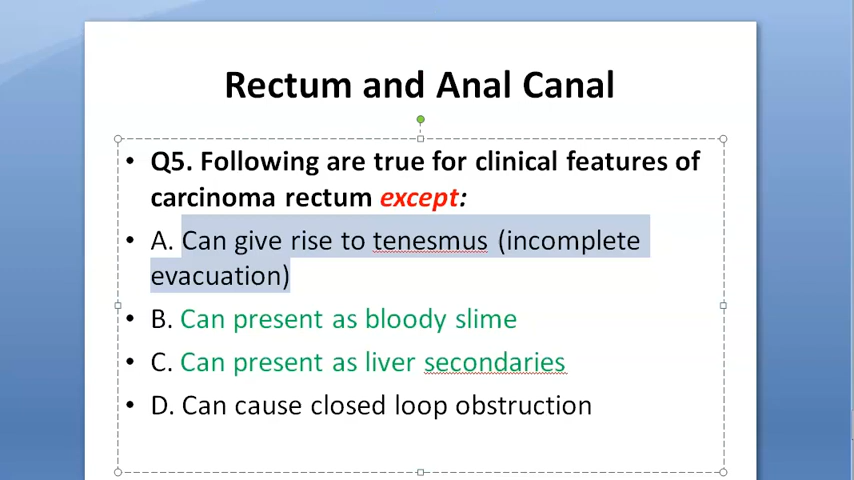 Rectum and Anal Canal
• Q5. Following are true for clinical features of
carcinoma rectum except:
• A. Can give rise to tenesmus (incomplete
evacuation)
• B. Can present as bloody slime
• C. Can present as liver secondaries
• D. Can cause closed loop obstruction